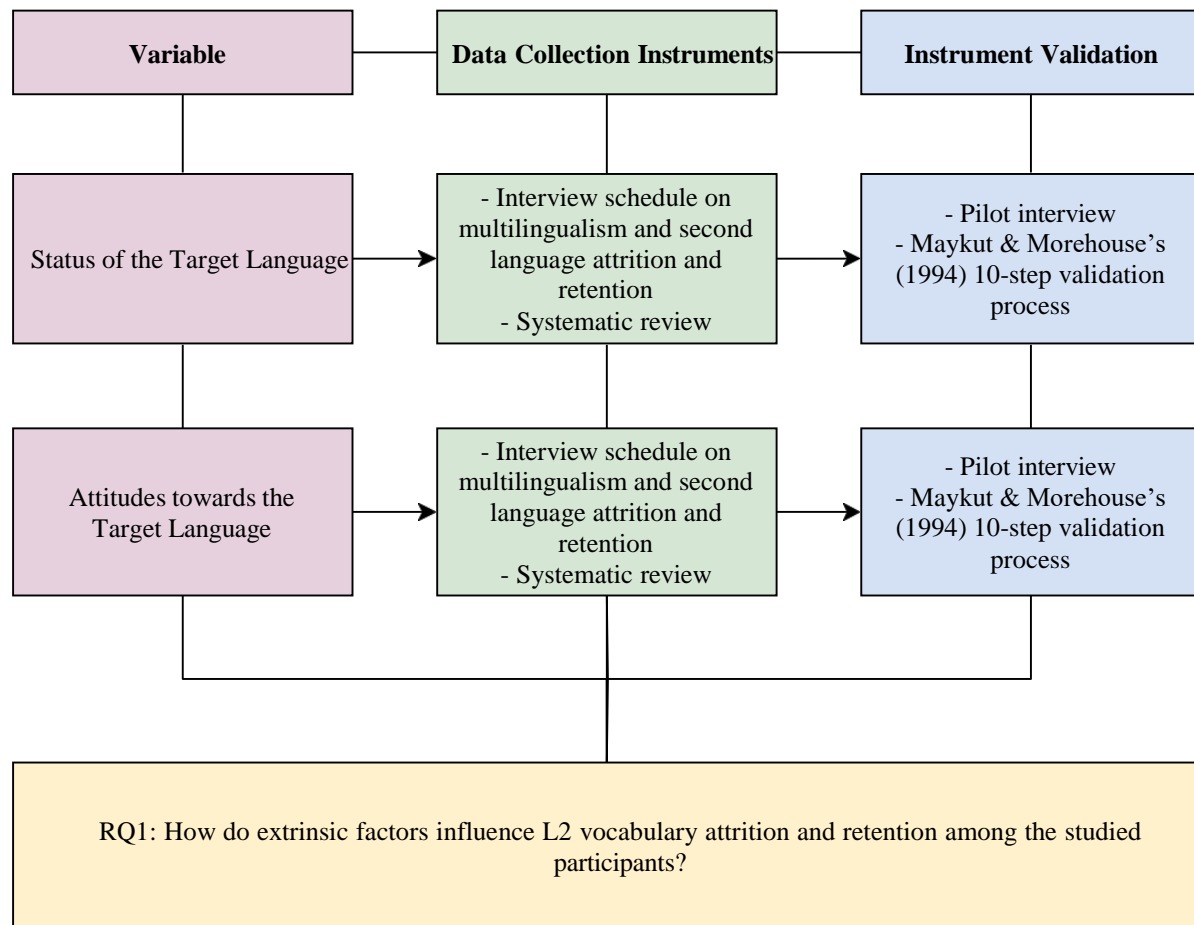 Variable
Data Collection Instruments
Instrument Validation
Status of the Target Language
- Interview schedule on
multilingualism and second
language attrition and
retention
- Systematic review
- Pilot interview
- Maykut & Morehouse’s
(1994) 10-step validation
process
Attitudes towards the
Target Language
- Interview schedule on
multilingualism and second
language attrition and
retention
- Systematic review
- Pilot interview
- Maykut & Morehouse’s
(1994) 10-step validation
process
RQ1: How do extrinsic factors influence L2 vocabulary attrition and retention among the studied
participants?